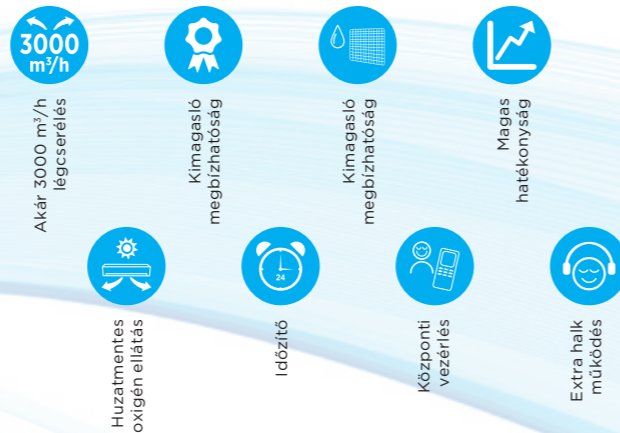 3000
m³/h
Akár 3000 m³/h
légcserélés
Kimagasló
megbízhatóság
Kimagasló
megbízhatóság
Magas
hatékonyság
Huzatmentes
oxigén ellátás
24
Időzítő
Központi
vezérlés
Extra halk
működés